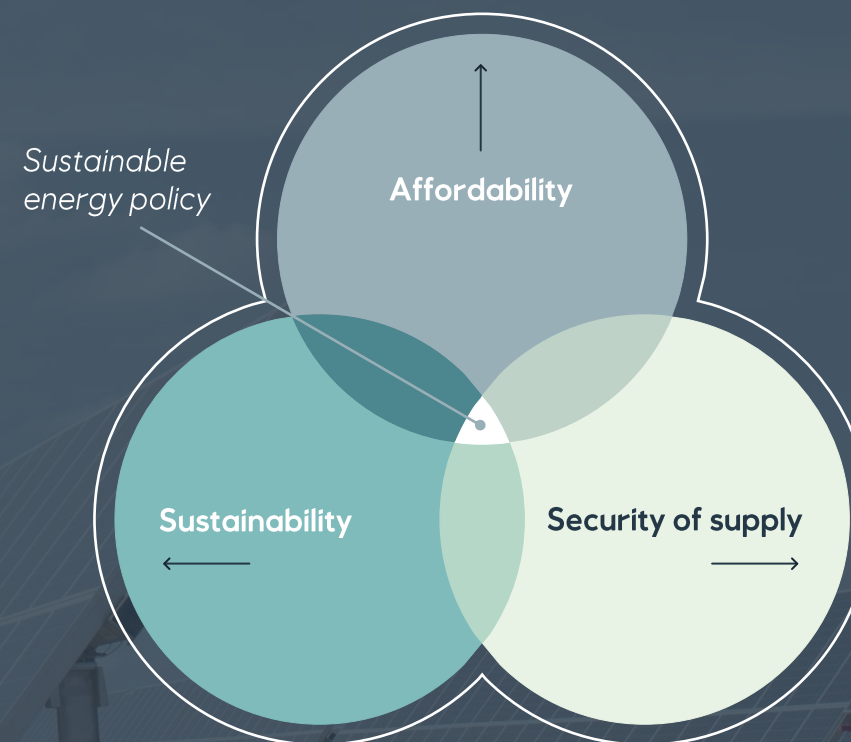 Sustainable
energy policy
Affordability
Sustainability
Security of supply